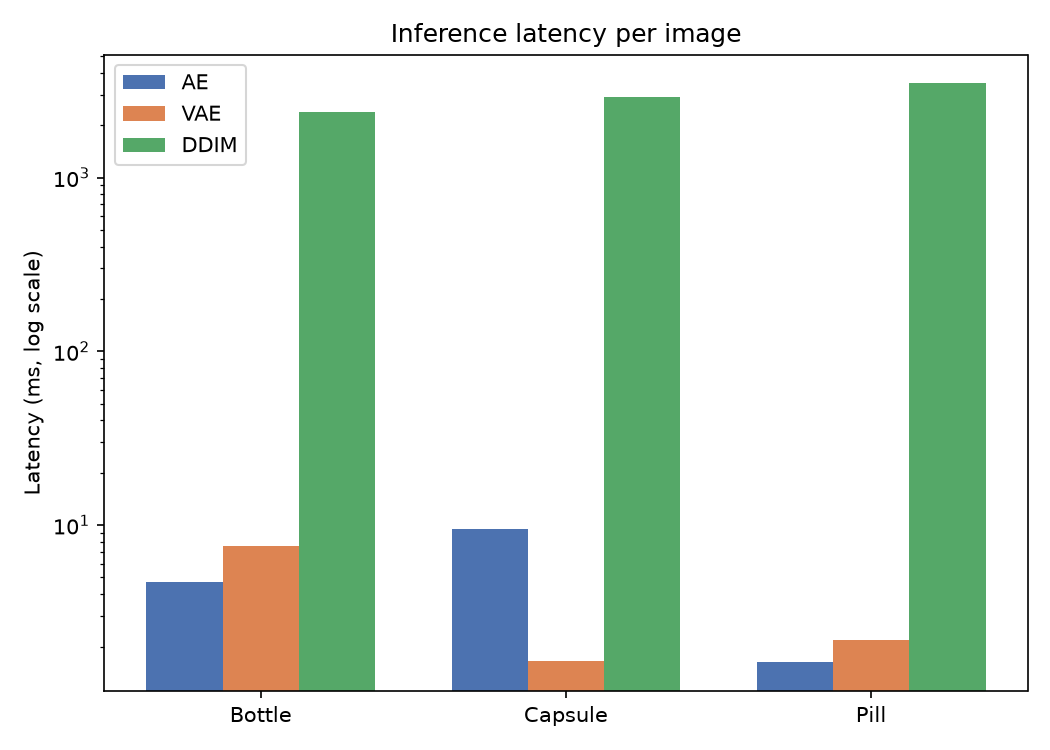 Inference latency per image
AE
VAE
DDIM
Latency (ms, log scale)
10³
10²
10¹
Bottle
Capsule
Pill